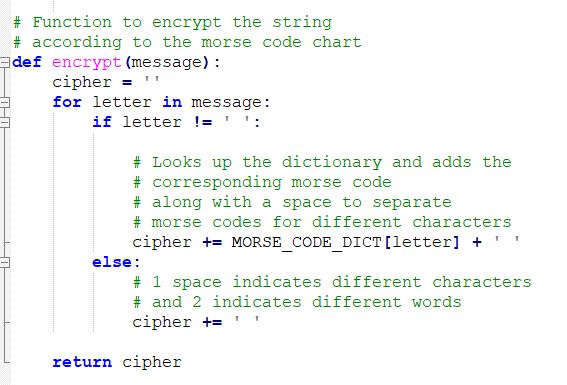 # Function to encrypt the string
# according to the morse code chart
def encrypt(message):
    cipher = ''
    for letter in message:
        if letter != ' ':

            # Looks up the dictionary and adds the
            # corresponding morse code
            # along with a space to separate
            # morse codes for different characters
            cipher += MORSE_CODE_DICT[letter] + ' '
        else:
            # 1 space indicates different characters
            # and 2 indicates different words
            cipher += ' '

    return cipher